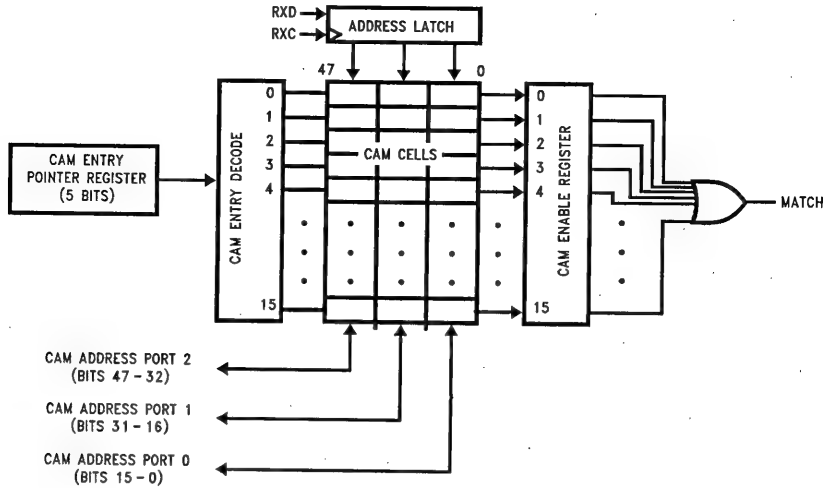 RXD
RXC
ADDRESS LATCH
47
0
CAM ENTRY
POINTER REGISTER
(5 BITS)
CAM ENTRY DECODE
0
1
2
3
4
15
CAM CELLS
CAM ENABLE REGISTER
0
1
2
3
4
15
MATCH
CAM ADDRESS PORT 2
(BITS 47-32)
CAM ADDRESS PORT 1
(BITS 31-16)
CAM ADDRESS PORT 0
(BITS 15-0)